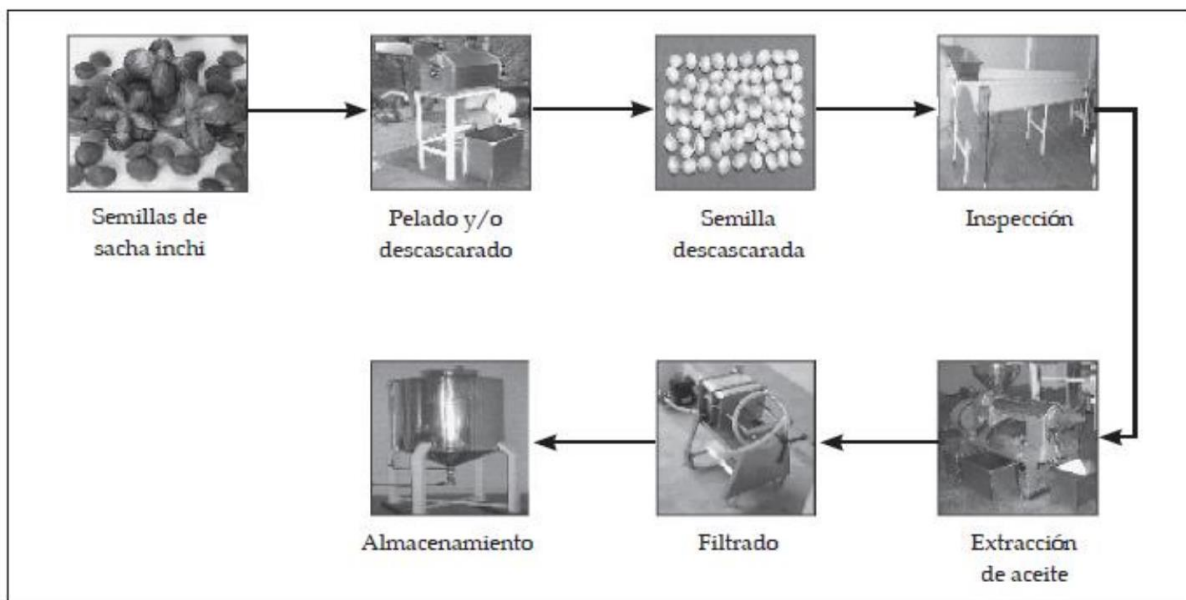 Semillas de
sacha inchi
Pelado y/o
descascarado
Semilla
descascarada
Inspección
Extracción
de aceite
Filtrado
Almacenamiento